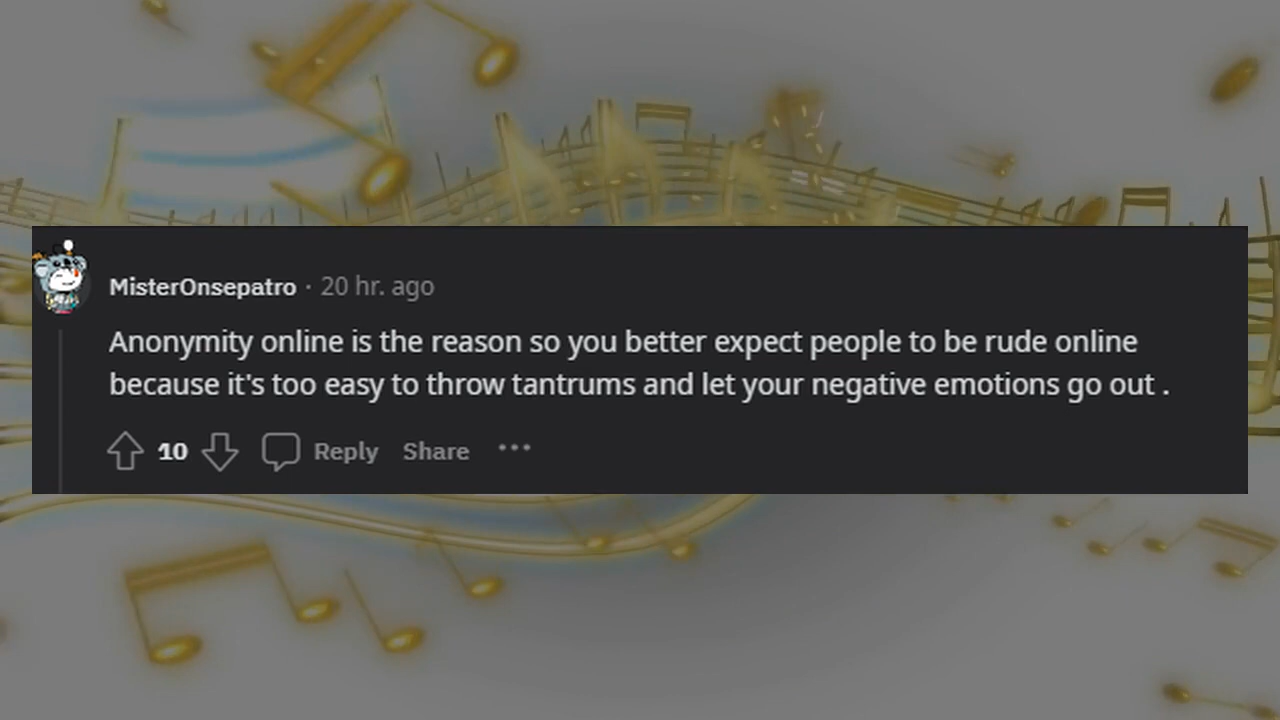 MisterOnsepatro · 20 hr. ago
Anonymity online is the reason so you better expect people to be rude online
because it's too easy to throw tantrums and let your negative emotions go out .
10 Reply Share •••